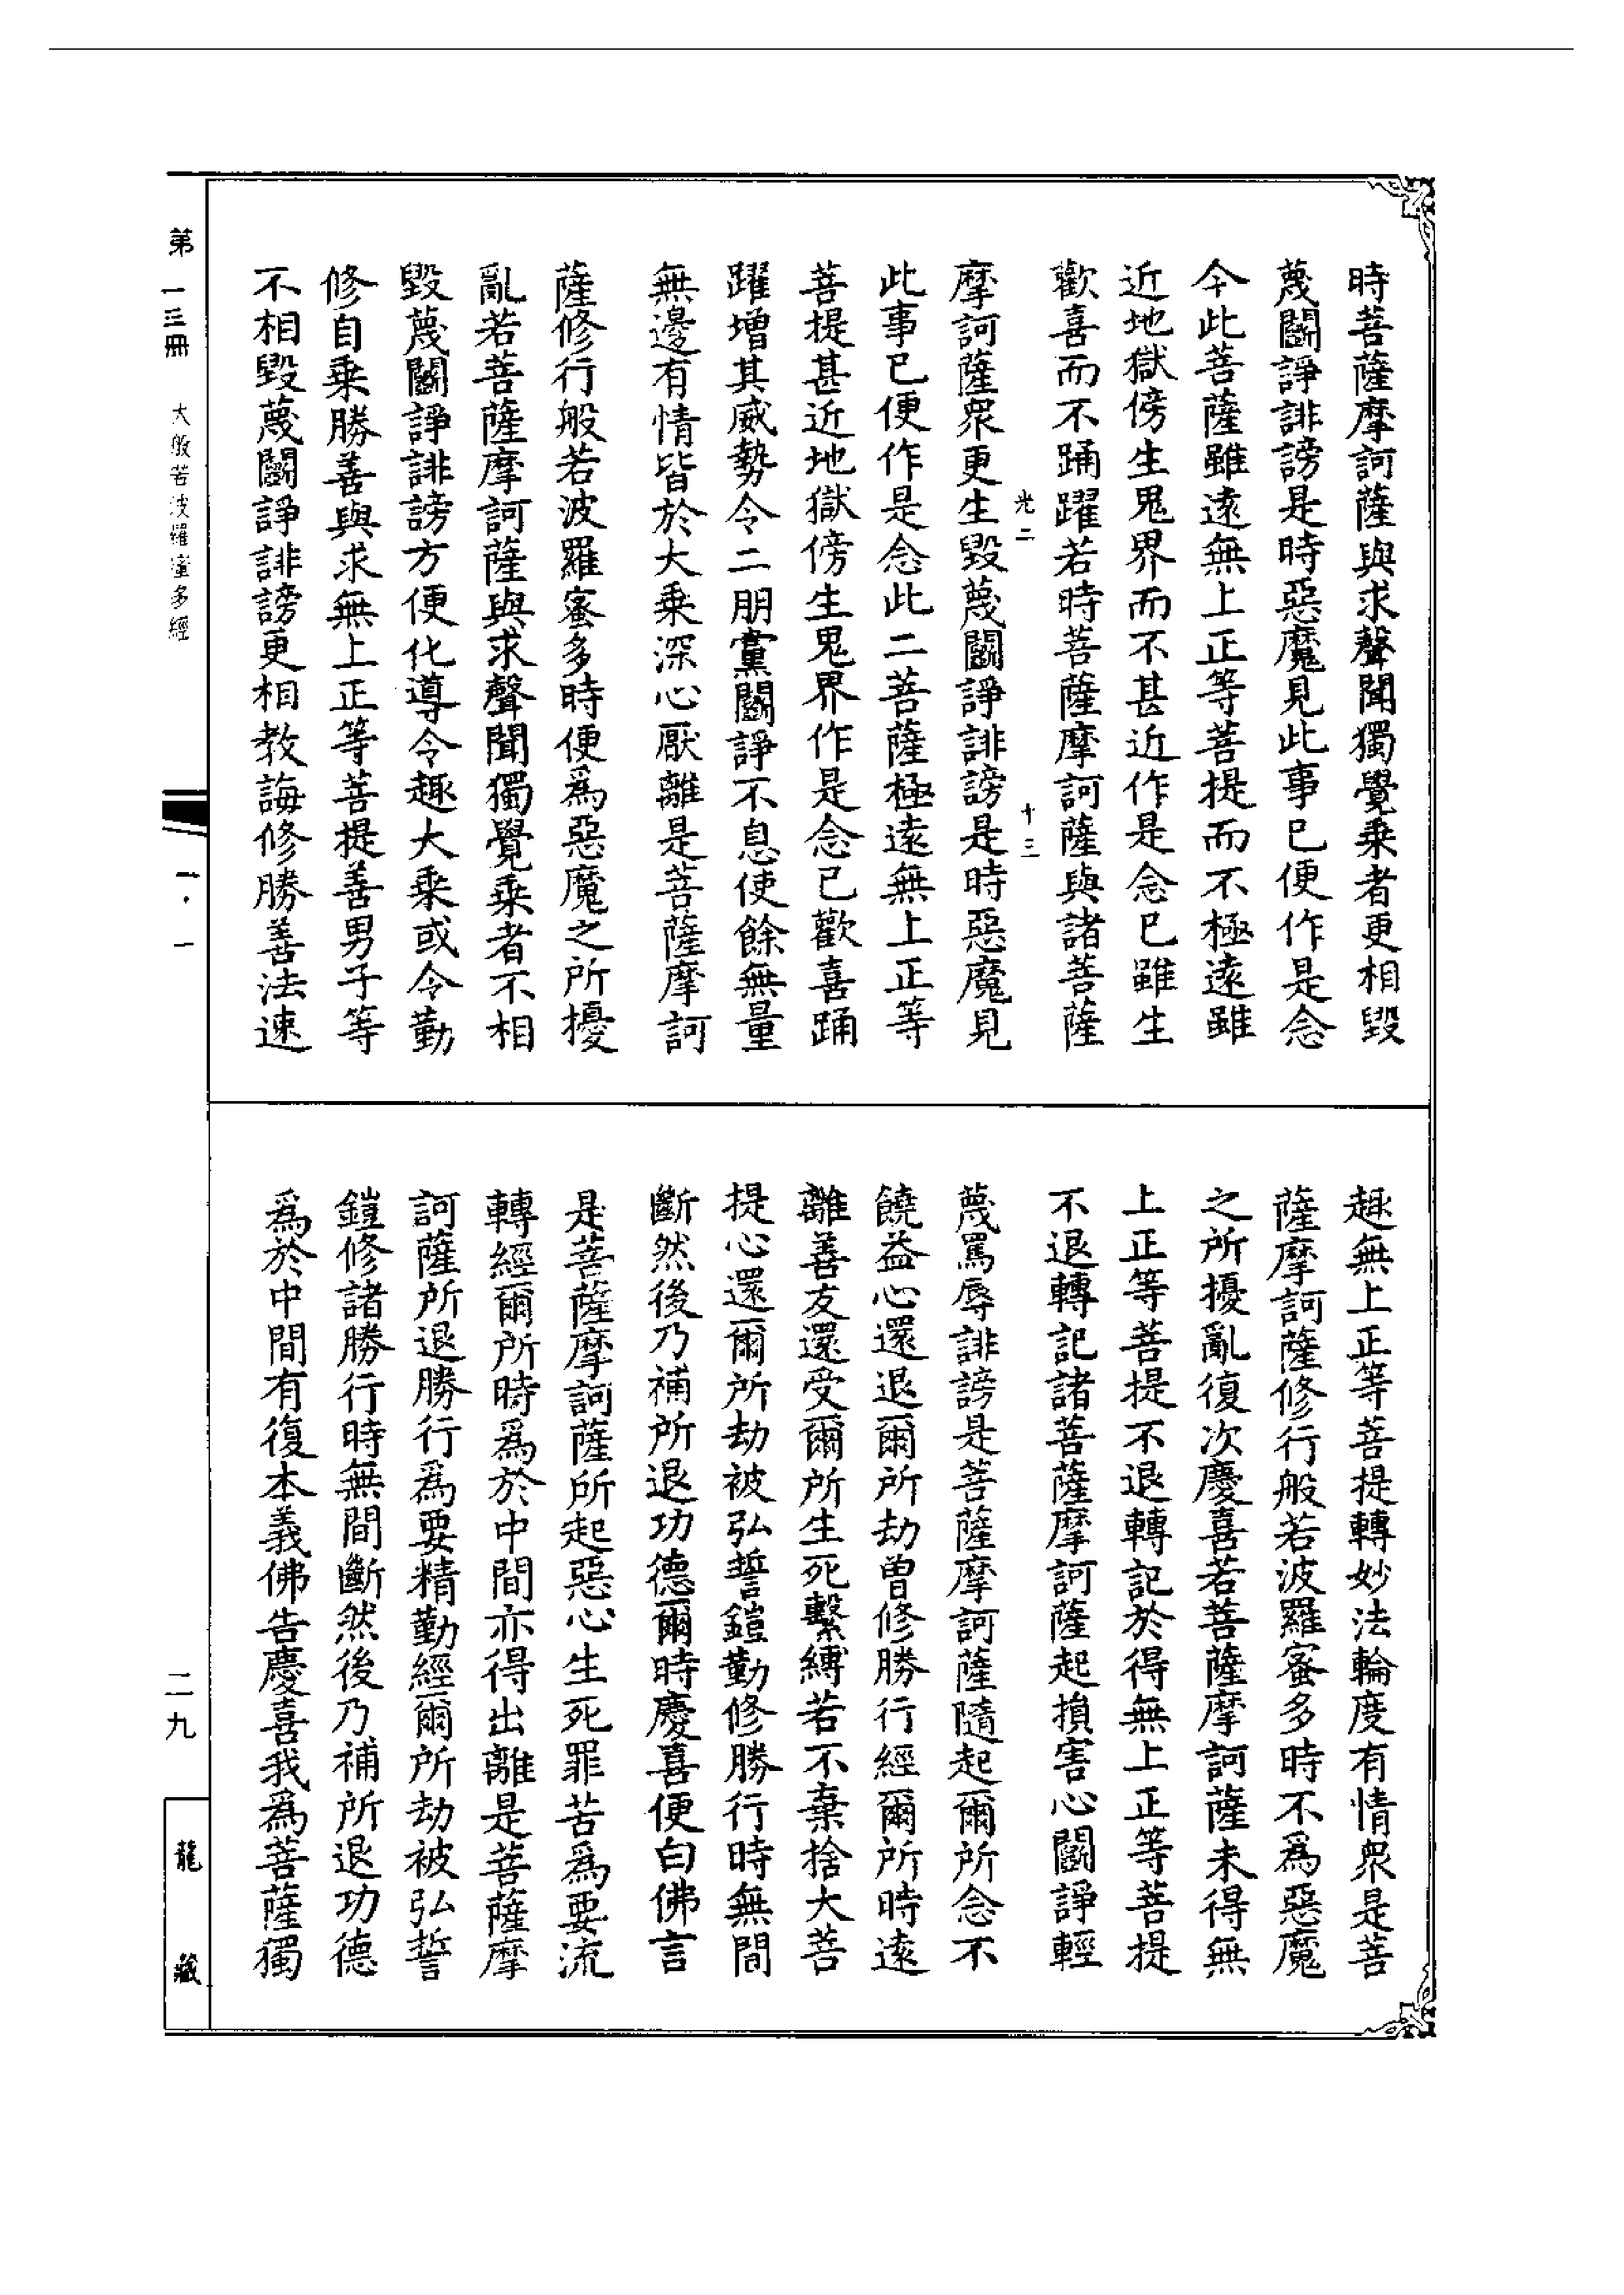 時菩薩摩訶薩與求聲聞獨覺乘者更相毀
蔑鬬諍誹謗是時惡魔見此事已便作是念
今此菩薩雖遠無上正等菩提而不極遠雖
近地獄傍生鬼界而不甚近作是念已雖生
歡喜而不踊躍若時菩薩摩訶薩與諸菩薩
光二 十三
摩訶薩衆更生毀蔑鬬諍誹謗是時惡魔見
此事已便作是念此二菩薩極遠無上正等
菩提甚近地獄傍生鬼界作是念已歡喜踊
躍增其威勢令二朋黨鬬諍不息使餘無量
無邊有情皆於大乘深心厭離是菩薩摩訶
薩修行般若波羅蜜多時便爲惡魔之所擾
亂若菩薩摩訶薩與求聲聞獨覺乘者不相
毀蔑鬬諍誹謗方便化導令趣大乘或令勤
修自乘勝善與求無上正等菩提善男子等
不相毀蔑鬬諍誹謗更相教誨修勝善法速
趣無上正等菩提轉妙法輪度有情衆是菩
薩摩訶薩修行般若波羅蜜多時不爲惡魔
之所擾亂復次慶喜若菩薩摩訶薩未得無
上正等菩提不退轉記於得無上正等菩提
不退轉記諸菩薩摩訶薩起損害心鬬諍輕
蔑罵辱誹謗是菩薩摩訶薩隨起爾所念不
饒益心還退爾所劫曾修勝行經爾所時遠
離善友還受爾所生死繫縛若不棄捨大菩
提心還爾所劫被弘誓鎧勤修勝行時無間
斷然後乃補所退功德爾時慶喜便白佛言
是菩薩摩訶薩所起惡心生死罪苦爲要流
轉經爾所時爲於中間亦得出離是菩薩摩
訶薩所退勝行爲要精勤經爾所劫被弘誓
鎧修諸勝行時無間斷然後乃補所退功德
爲於中間有復本義佛告慶喜我爲菩薩獨
第一三冊 大般若波羅蜜多經
一·一
二九
龍藏